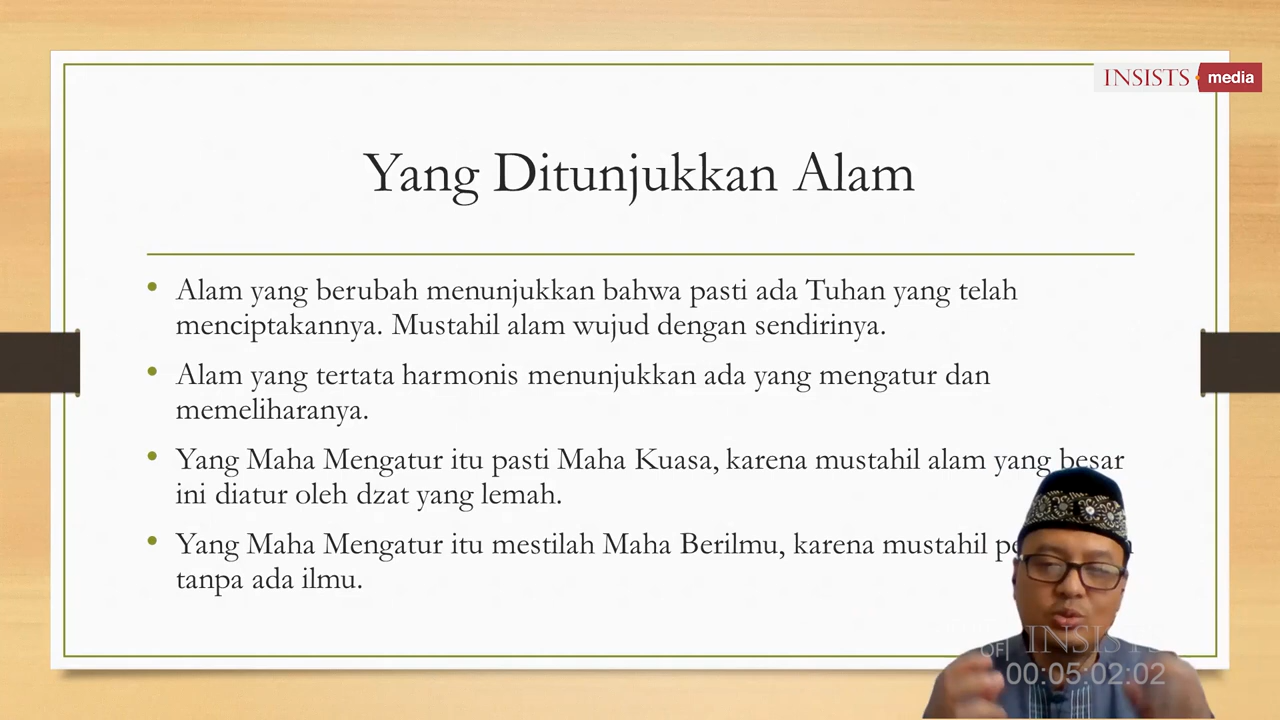 INSISTS media
Yang Ditunjukkan Alam
• Alam yang berubah menunjukkan bahwa pasti ada Tuhan yang telah
menciptakannya. Mustahil alam wujud dengan sendirinya.
• Alam yang tertata harmonis menunjukkan ada yang mengatur dan
memeliharanya.
• Yang Maha Mengatur itu pasti Maha Kuasa, karena mustahil alam yang besar
ini diatur oleh dzat yang lemah.
• Yang Maha Mengatur itu mestilah Maha Berilmu, karena mustahil
tanpa ada ilmu.
OF INSISTS
00:05:02:02